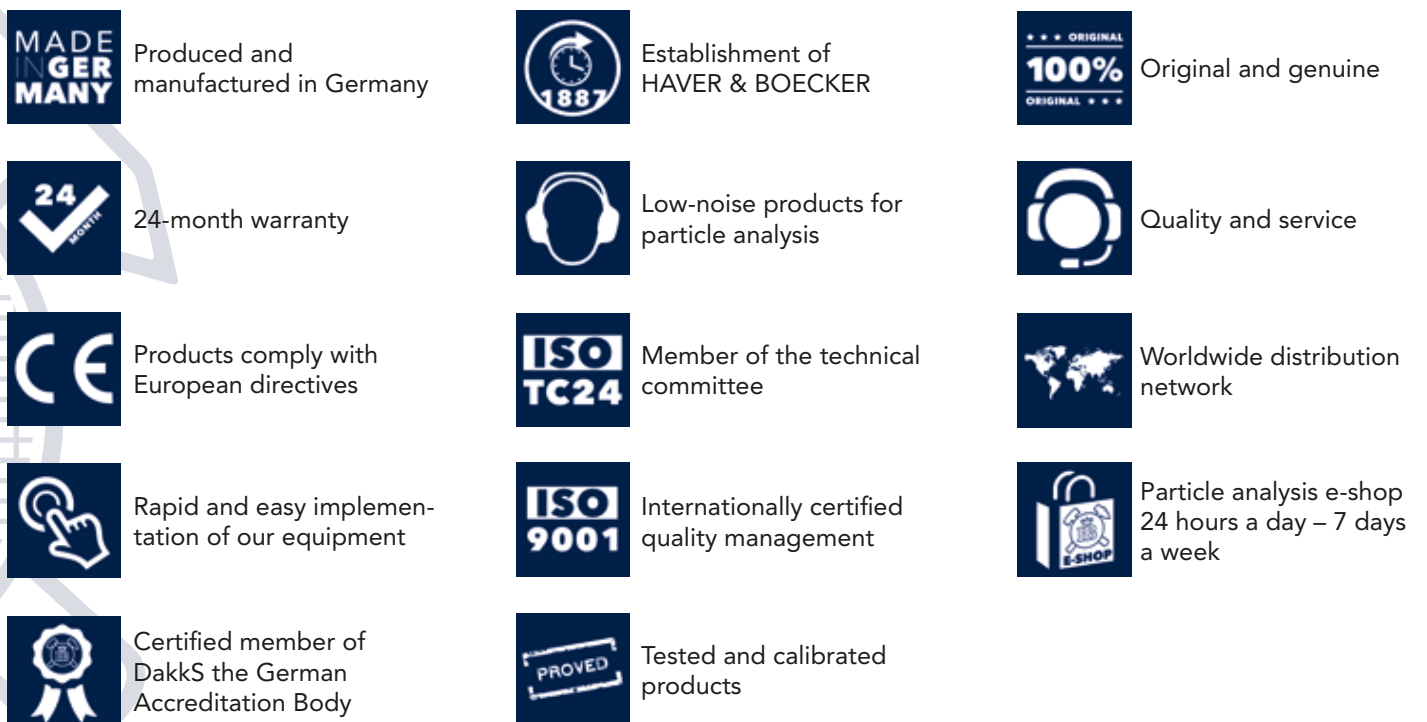 MADE
IN GER
MANY
Produced and
manufactured in Germany
24
MONTH
24-month warranty
CE
Products comply with
European directives
Rapid and easy implemen-
tation of our equipment
Certified member of
DakkS the German
Accreditation Body
1887
Establishment of
HAVER & BOECKER
Low-noise products for
particle analysis
ISO
TC24
Member of the technical
committee
ISO
9001
Internationally certified
quality management
PROVED
Tested and calibrated
products
★ ★ ★ ORIGINAL
100%
ORIGINAL ★ ★ ★
Original and genuine
Quality and service
Worldwide distribution
network
E-SHOP
Particle analysis e-shop
24 hours a day – 7 days
a week